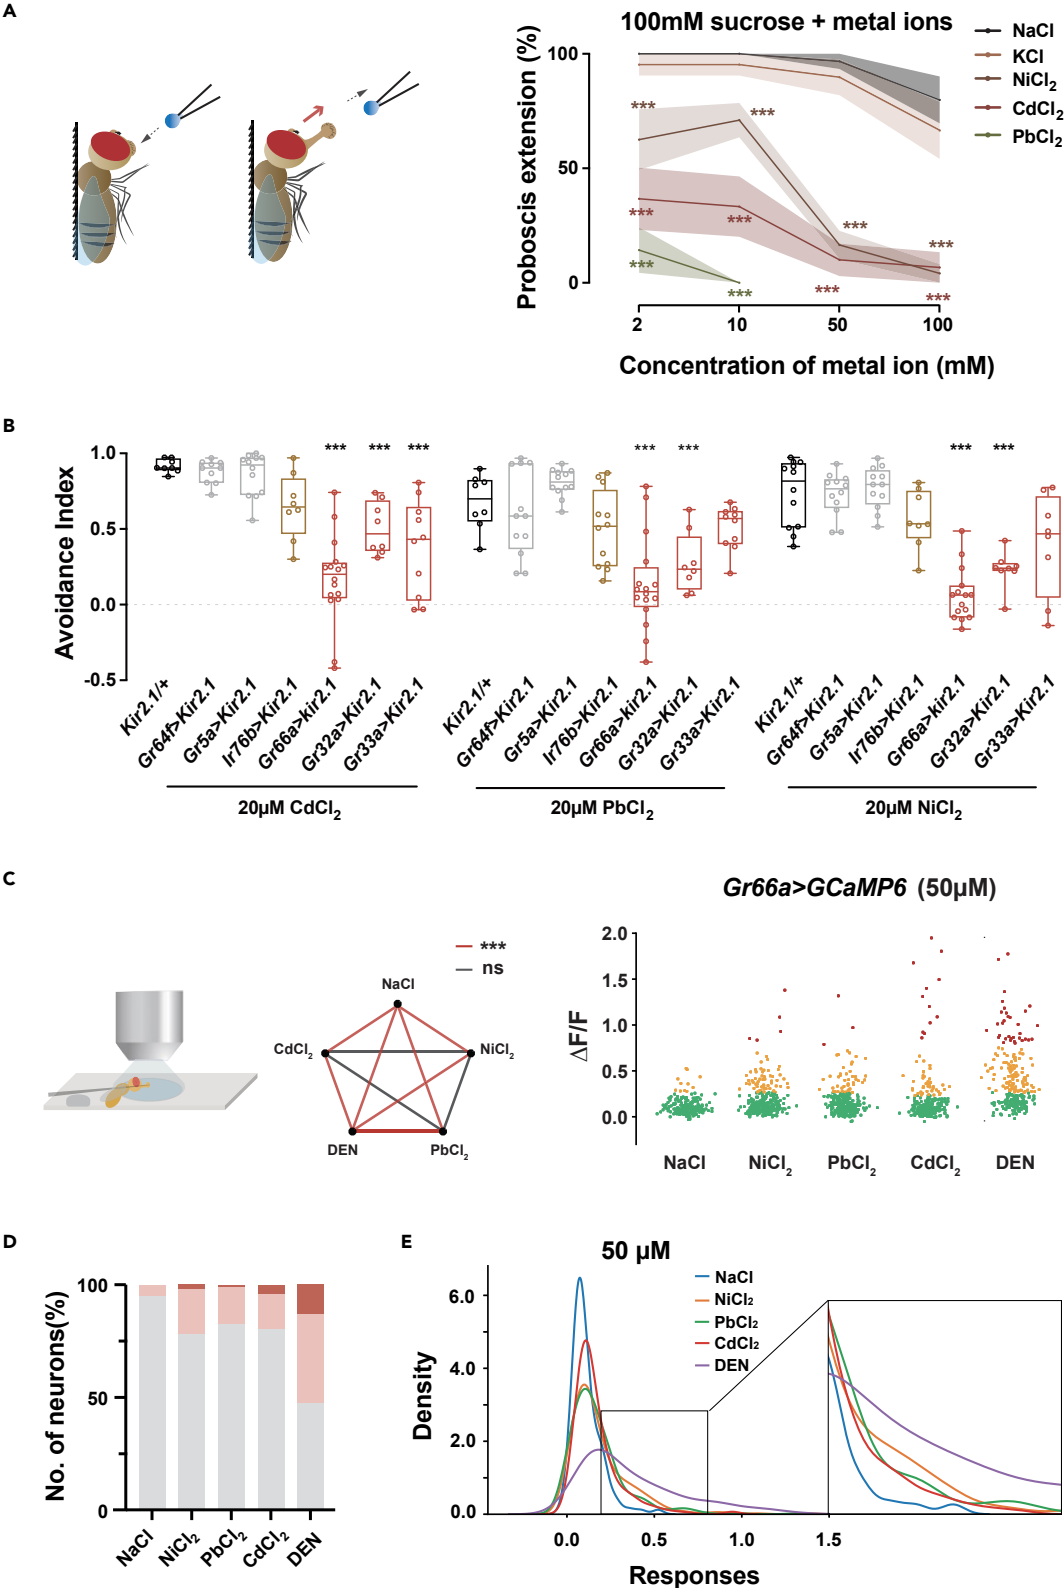 A
100mM sucrose + metal ions
Proboscis extension (%)
100
50
0
2
10
50
100
Concentration of metal ion (mM)
NaCl
KCl
NiCl2
CdCl2
PbCl2
***
***
***
***
***
***
***
***
***
***
B
Avoidance Index
1.0
0.5
0.0
-0.5
*** *** ***
*** ***
*** ***
Kir2.1/+
Gr64f>Kir2.1
Gr5a>Kir2.1
Ir76b>Kir2.1
Gr66a>kir2.1
Gr32a>Kir2.1
Gr33a>Kir2.1
20µM CdCl2
Kir2.1/+
Gr64f>Kir2.1
Gr5a>Kir2.1
Ir76b>Kir2.1
Gr66a>kir2.1
Gr32a>Kir2.1
Gr33a>Kir2.1
20µM PbCl2
Kir2.1/+
Gr64f>Kir2.1
Gr5a>Kir2.1
Ir76b>Kir2.1
Gr66a>kir2.1
Gr32a>Kir2.1
Gr33a>Kir2.1
20µM NiCl2
C
***
ns
NaCl
CdCl2
NiCl2
DEN
PbCl2
Gr66a>GCaMP6 (50µM)
ΔF/F
2.0
1.5
1.0
0.5
0.0
NaCl NiCl2 PbCl2 CdCl2 DEN
D
No. of neurons(%)
100
50
0
NaCl
NiCl2
PbCl2
CdCl2
DEN
E
50 µM
Density
6.0
4.0
2.0
0.0
0.0 0.5 1.0 1.5
Responses
NaCl
NiCl2
PbCl2
CdCl2
DEN